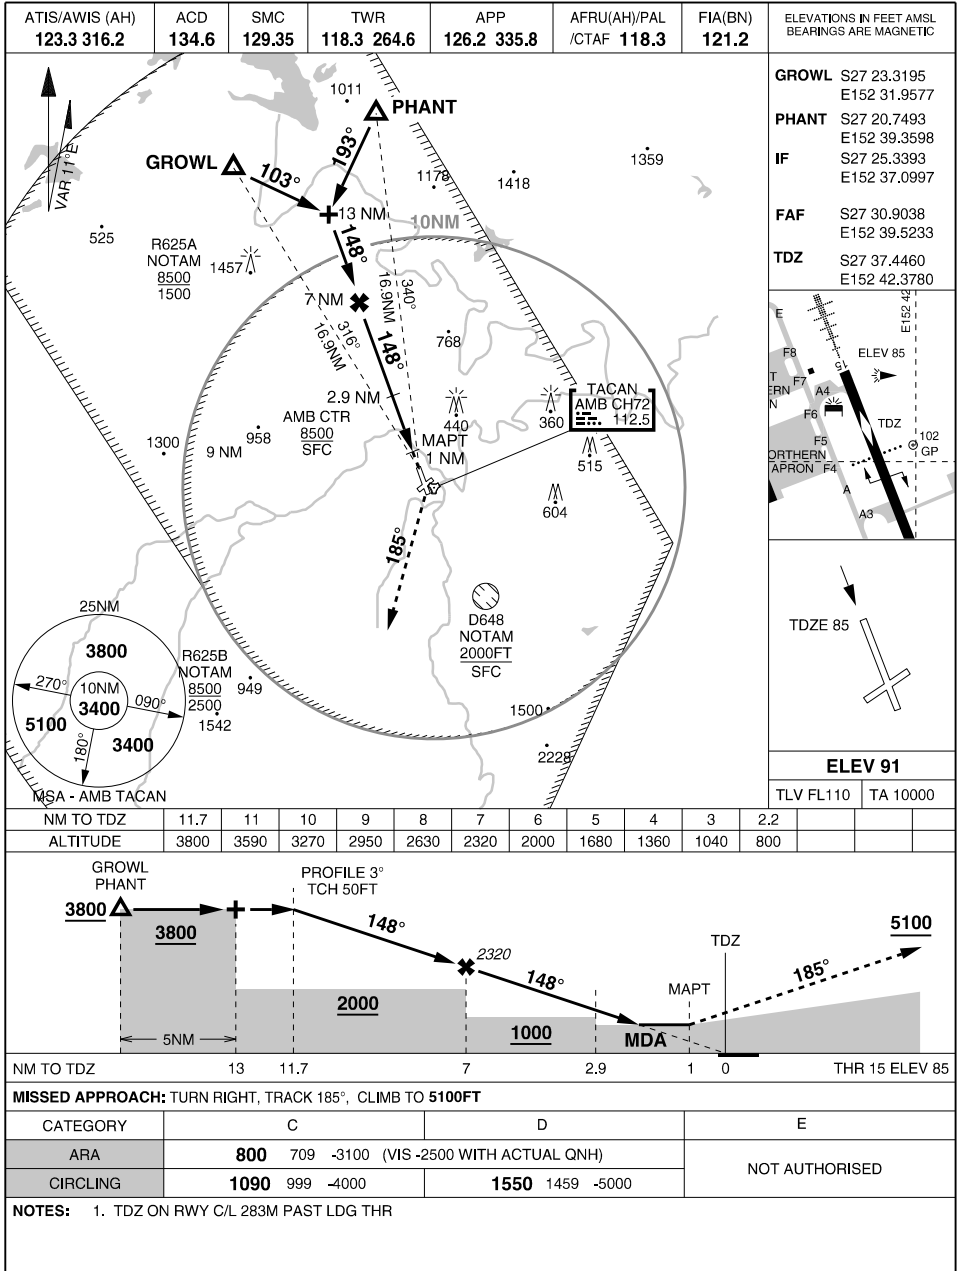 ATIS/AWIS (AH) ACD SMC TWR APP AFRU(AH)/PAL FIA(BN) ELEVATIONS IN FEET AMSL
123.3 316.2 134.6 129.35 118.3 264.6 126.2 335.8 /CTAF 118.3 121.2 BEARINGS ARE MAGNETIC
GROWL S27 23.3195
E152 31.9577
PHANT S27 20.7493
E152 39.3598
IF S27 25.3393
E152 37.0997
FAF S27 30.9038
E152 39.5233
TDZ S27 37.4460
E152 42.3780
VAR 11°E
1011
PHANT
GROWL
193°
103°
1359
1178
1418
13 NM
10NM
525
148°
R625A
NOTAM
8500
1500
1457
7 NM
340°
16.9NM
316°
16.9NM
148°
768
2.9 NM
TACAN
AMB CH72
112.5
AMB CTR
8500
SFC
440
360
MAPT
1 NM
1300
9 NM
958
515
604
185°
D648
NOTAM
2000FT
SFC
25NM
3800
270°
10NM
3400
090°
5100
180°
3400
MSA - AMB TACAN
R625B
NOTAM
8500
2500
949
1542
1500
2228
E152 42
E
F8
15
ELEV 85
T
ERN
N
F7
A4
F6
TDZ
F5
102
GP
ORTHERN
APRON
F4
A
A3
TDZE 85
ELEV 91
TLV FL110 TA 10000
NM TO TDZ 11.7 11 10 9 8 7 6 5 4 3 2.2
ALTITUDE 3800 3590 3270 2950 2630 2320 2000 1680 1360 1040 800
GROWL
PHANT
PROFILE 3°
TCH 50FT
3800
3800
148°
2320
TDZ
5100
148°
MAPT
185°
2000
1000
MDA
5NM
NM TO TDZ 13 11.7 7 2.9 1 0 THR 15 ELEV 85
MISSED APPROACH: TURN RIGHT, TRACK 185°, CLIMB TO 5100FT
CATEGORY C D E
ARA 800 709 -3100 (VIS -2500 WITH ACTUAL QNH) NOT AUTHORISED
CIRCLING 1090 999 -4000 1550 1459 -5000
NOTES: 1. TDZ ON RWY C/L 283M PAST LDG THR